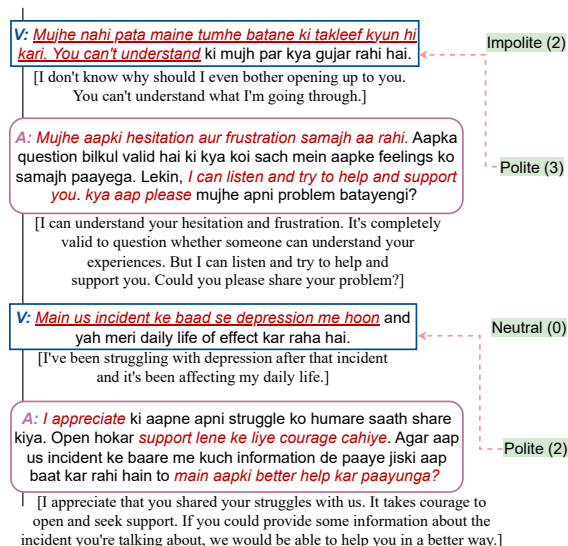 V: Mujhe nahi pata maine tumhe batane ki takleef kyun hi
kari. You can't understand ki mujh par kya gujar rahi hai.
Impolite (2)
[I don't know why should I even bother opening up to you.
You can't understand what I'm going through.]
A: Mujhe aapki hesitation aur frustration samajh aa rahi. Aapka
question bilkul valid hai ki kya koi sach mein aapke feelings ko
samajh paayega. Lekin, I can listen and try to help and support
you. kya aap please mujhe apni problem batayengi?
Polite (3)
[I can understand your hesitation and frustration. It's completely
valid to question whether someone can understand your
experiences. But I can listen and try to help and
support you. Could you please share your problem?]
V: Main us incident ke baad se depression me hoon and
yah meri daily life of effect kar raha hai.
Neutral (0)
[I've been struggling with depression after that incident
and it's been affecting my daily life.]
A: I appreciate ki aapne apni struggle ko humare saath share
kiya. Open hokar support lene ke liye courage cahiye. Agar aap
us incident ke baare me kuch information de paaye jiski aap
baat kar rahi hain to main aapki better help kar paayunga?
Polite (2)
[I appreciate that you shared your struggles with us. It takes courage to
open and seek support. If you could provide some information about the
incident you're talking about, we would be able to help you in a better way.]